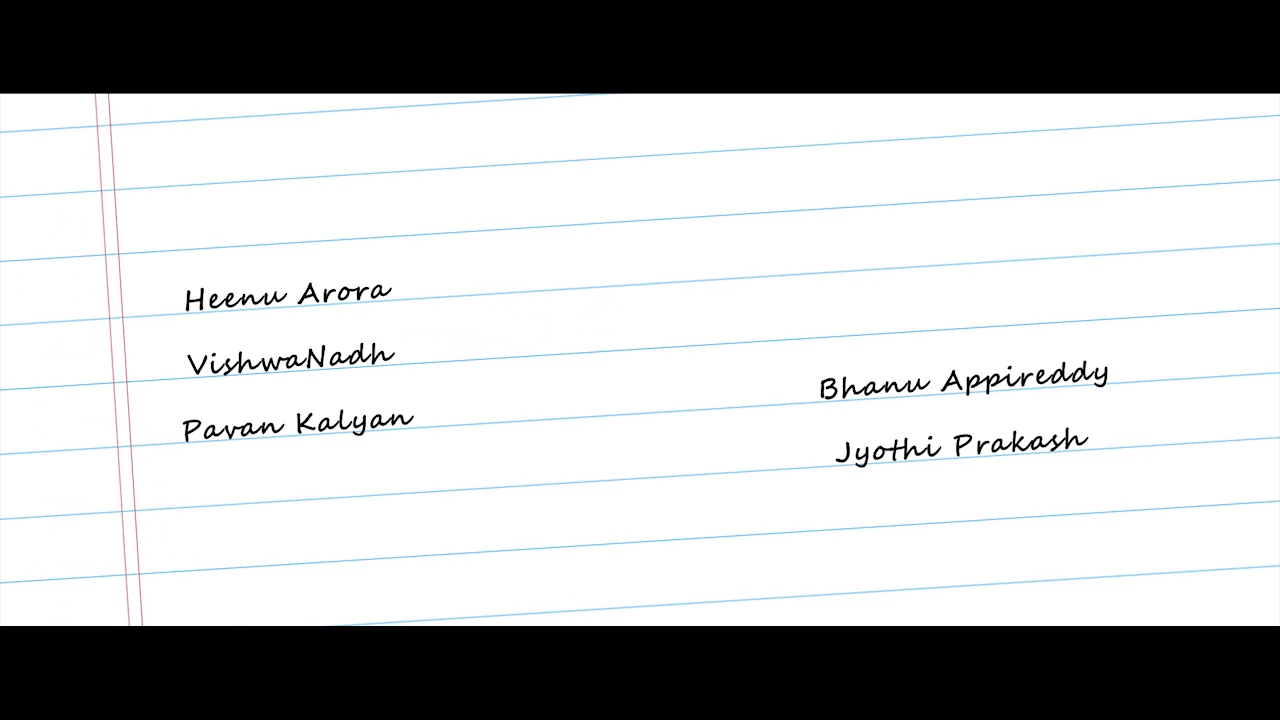 Heenu Arora
VishwaNadh
Pavan Kalyan
Bhanu Appireddy
Jyothi Prakash